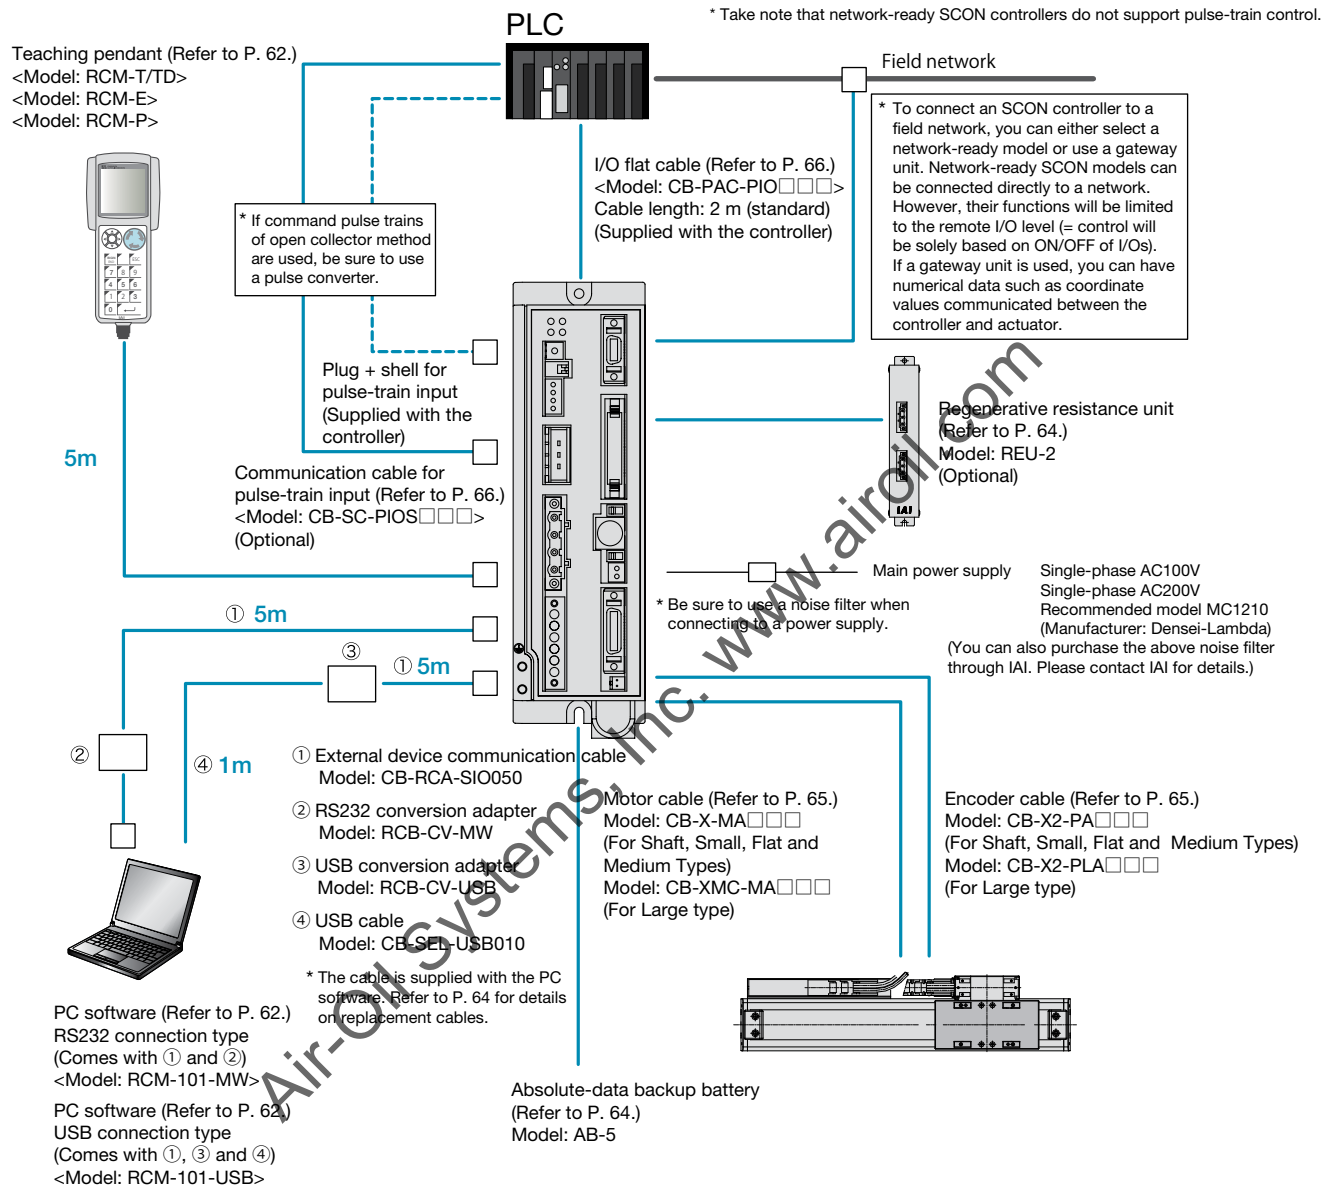 * Take note that network-ready SCON controllers do not support pulse-train control.
PLC
Teaching pendant (Refer to P. 62.)
<Model: RCM-T/TD>
<Model: RCM-E>
<Model: RCM-P>
Field network
* To connect an SCON controller to a
field network, you can either select a
network-ready model or use a gateway
unit. Network-ready SCON models can
be connected directly to a network.
However, their functions will be limited
to the remote I/O level (= control will
be solely based on ON/OFF of I/Os).
If a gateway unit is used, you can have
numerical data such as coordinate
values communicated between the
controller and actuator.
I/O flat cable (Refer to P. 66.)
<Model: CB-PAC-PIO□□□>
Cable length: 2 m (standard)
(Supplied with the controller)
* If command pulse trains
of open collector method
are used, be sure to use
a pulse converter.
Plug + shell for
pulse-train input
(Supplied with the
controller)
5m
Communication cable for
pulse-train input (Refer to P. 66.)
<Model: CB-SC-PIOS□□□>
(Optional)
Regenerative resistance unit
(Refer to P. 64.)
Model: REU-2
(Optional)
IAI
Main power supply
Single-phase AC100V
Single-phase AC200V
Recommended model MC1210
(Manufacturer: Densei-Lambda)
(You can also purchase the above noise filter
through IAI. Please contact IAI for details.)
* Be sure to use a noise filter when
connecting to a power supply.
① 5m
③
① 5m
②
④ 1m
① External device communication cable
Model: CB-RCA-SIO050
② RS232 conversion adapter
Model: RCB-CV-MW
③ USB conversion adapter
Model: RCB-CV-USB
④ USB cable
Model: CB-SEL-USB010
* The cable is supplied with the PC
software. Refer to P. 64 for details
on replacement cables.
Motor cable (Refer to P. 65.)
Model: CB-X-MA□□□
(For Shaft, Small, Flat and
Medium Types)
Model: CB-XMC-MA□□□
(For Large type)
Encoder cable (Refer to P. 65.)
Model: CB-X2-PA□□□
(For Shaft, Small, Flat and Medium Types)
Model: CB-X2-PLA□□□
(For Large type)
PC software (Refer to P. 62.)
RS232 connection type
(Comes with ① and ②)
<Model: RCM-101-MW>
PC software (Refer to P. 62.)
USB connection type
(Comes with ①, ③ and ④)
<Model: RCM-101-USB>
Absolute-data backup battery
(Refer to P. 64.)
Model: AB-5
Air-Oil Systems, Inc. www.airoil.com